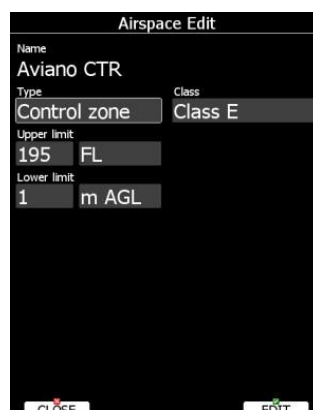 Airspace Edit
Name
Aviano CTR
Type Class
Control zone Class E
Upper limit
195 FL
Lower limit
1 m AGL
CLOSE EDIT